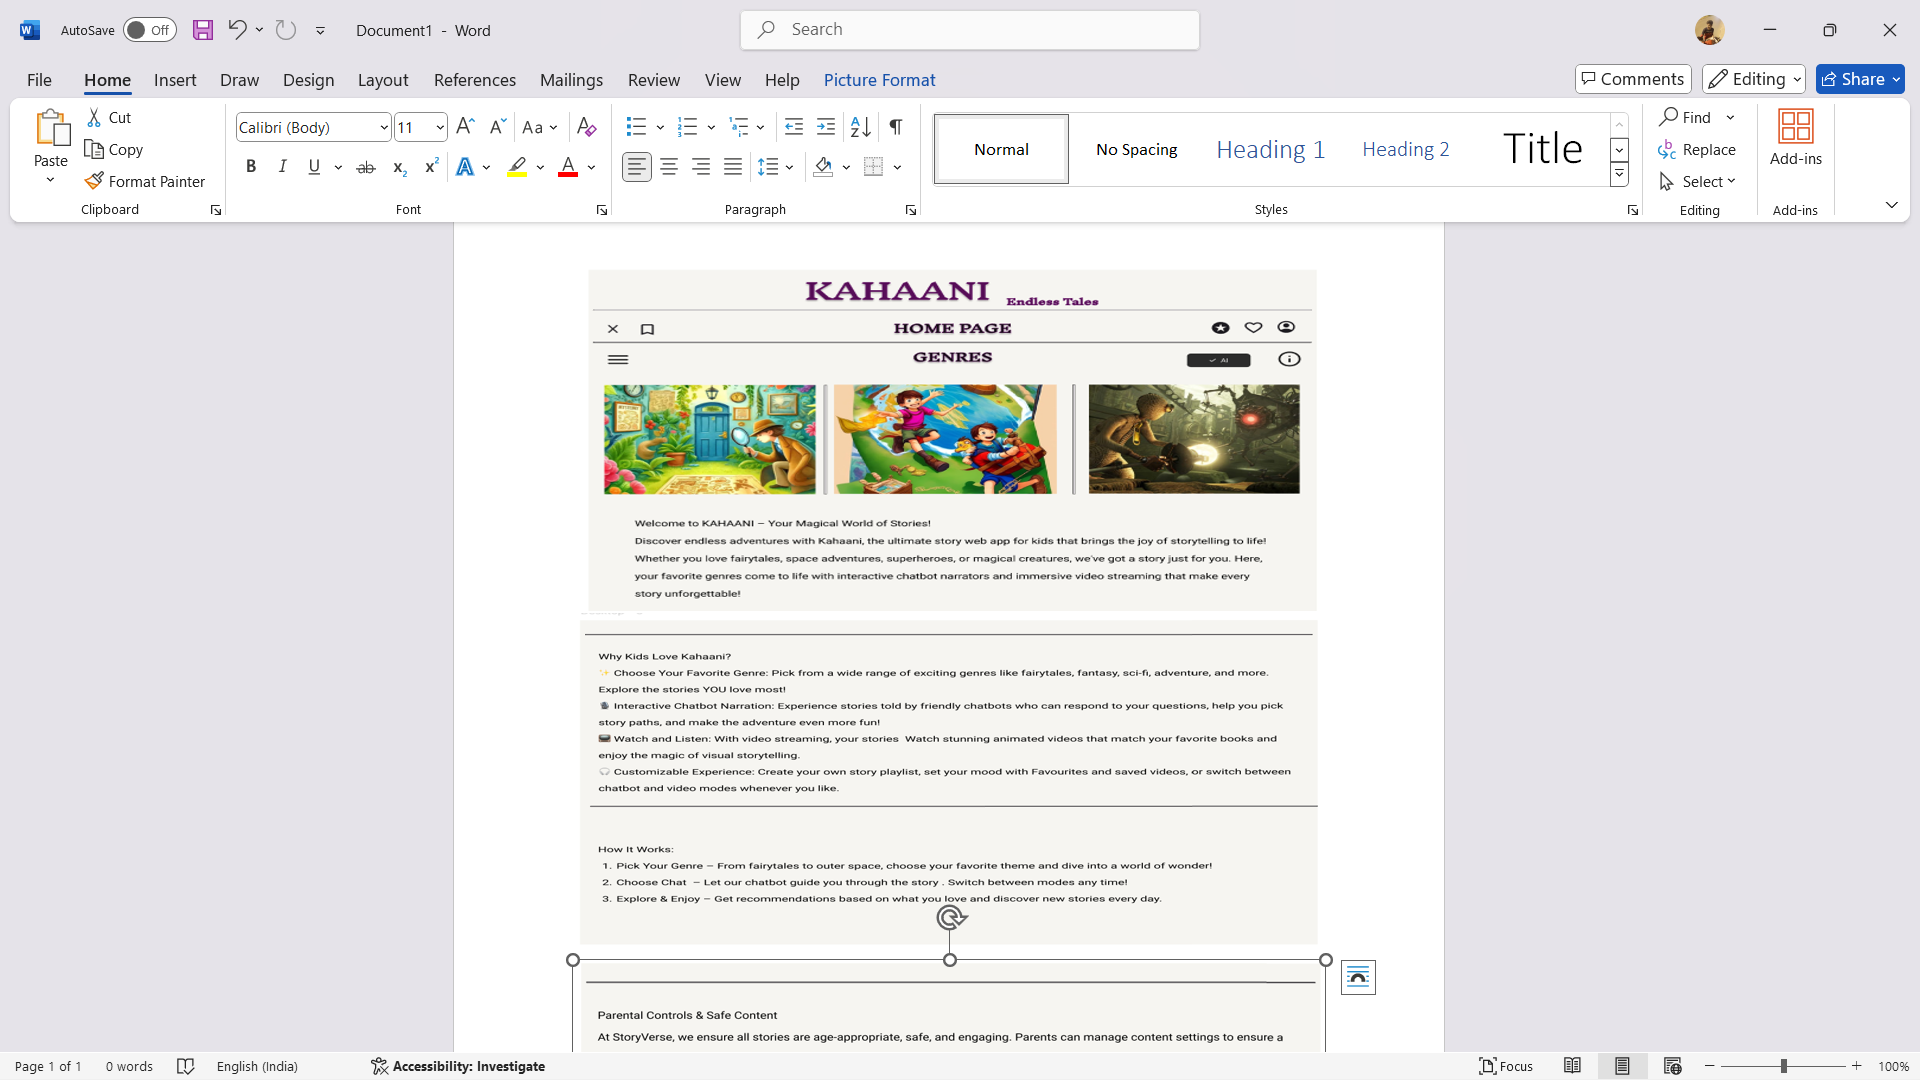 AutoSave Off Document1 - Word Search
File Home Insert Draw Design Layout References Mailings Review View Help Picture Format Comments Editing Share
Paste Cut Copy Format Painter Clipboard
Calibri (Body) 11 Aa
B I U ab x₂ x² A A
Font
Paragraph
Normal No Spacing Heading 1 Heading 2 Title
Styles
Find
Replace
Select
Editing
Add-ins
Add-ins
KAHAANI Endless Tales
HOME PAGE
GENRES
AI
Welcome to KAHAANI – Your Magical World of Stories!
Discover endless adventures with Kahaani, the ultimate story web app for kids that brings the joy of storytelling to life!
Whether you love fairytales, space adventures, superheroes, or magical creatures, we've got a story just for you. Here,
your favorite genres come to life with interactive chatbot narrators and immersive video streaming that make every
story unforgettable!
Why Kids Love Kahaani?
✨ Choose Your Favorite Genre: Pick from a wide range of exciting genres like fairytales, fantasy, sci-fi, adventure, and more.
Explore the stories YOU love most!
Interactive Chatbot Narration: Experience stories told by friendly chatbots who can respond to your questions, help you pick
story paths, and make the adventure even more fun!
Watch and Listen: With video streaming, your stories Watch stunning animated videos that match your favorite books and
enjoy the magic of visual storytelling.
Customizable Experience: Create your own story playlist, set your mood with Favourites and saved videos, or switch between
chatbot and video modes whenever you like.
How It Works:
1. Pick Your Genre – From fairytales to outer space, choose your favorite theme and dive into a world of wonder!
2. Choose Chat – Let our chatbot guide you through the story . Switch between modes any time!
3. Explore & Enjoy – Get recommendations based on what you love and discover new stories every day.
Parental Controls & Safe Content
At StoryVerse, we ensure all stories are age-appropriate, safe, and engaging. Parents can manage content settings to ensure a
Page 1 of 1 0 words English (India) Accessibility: Investigate Focus 100%